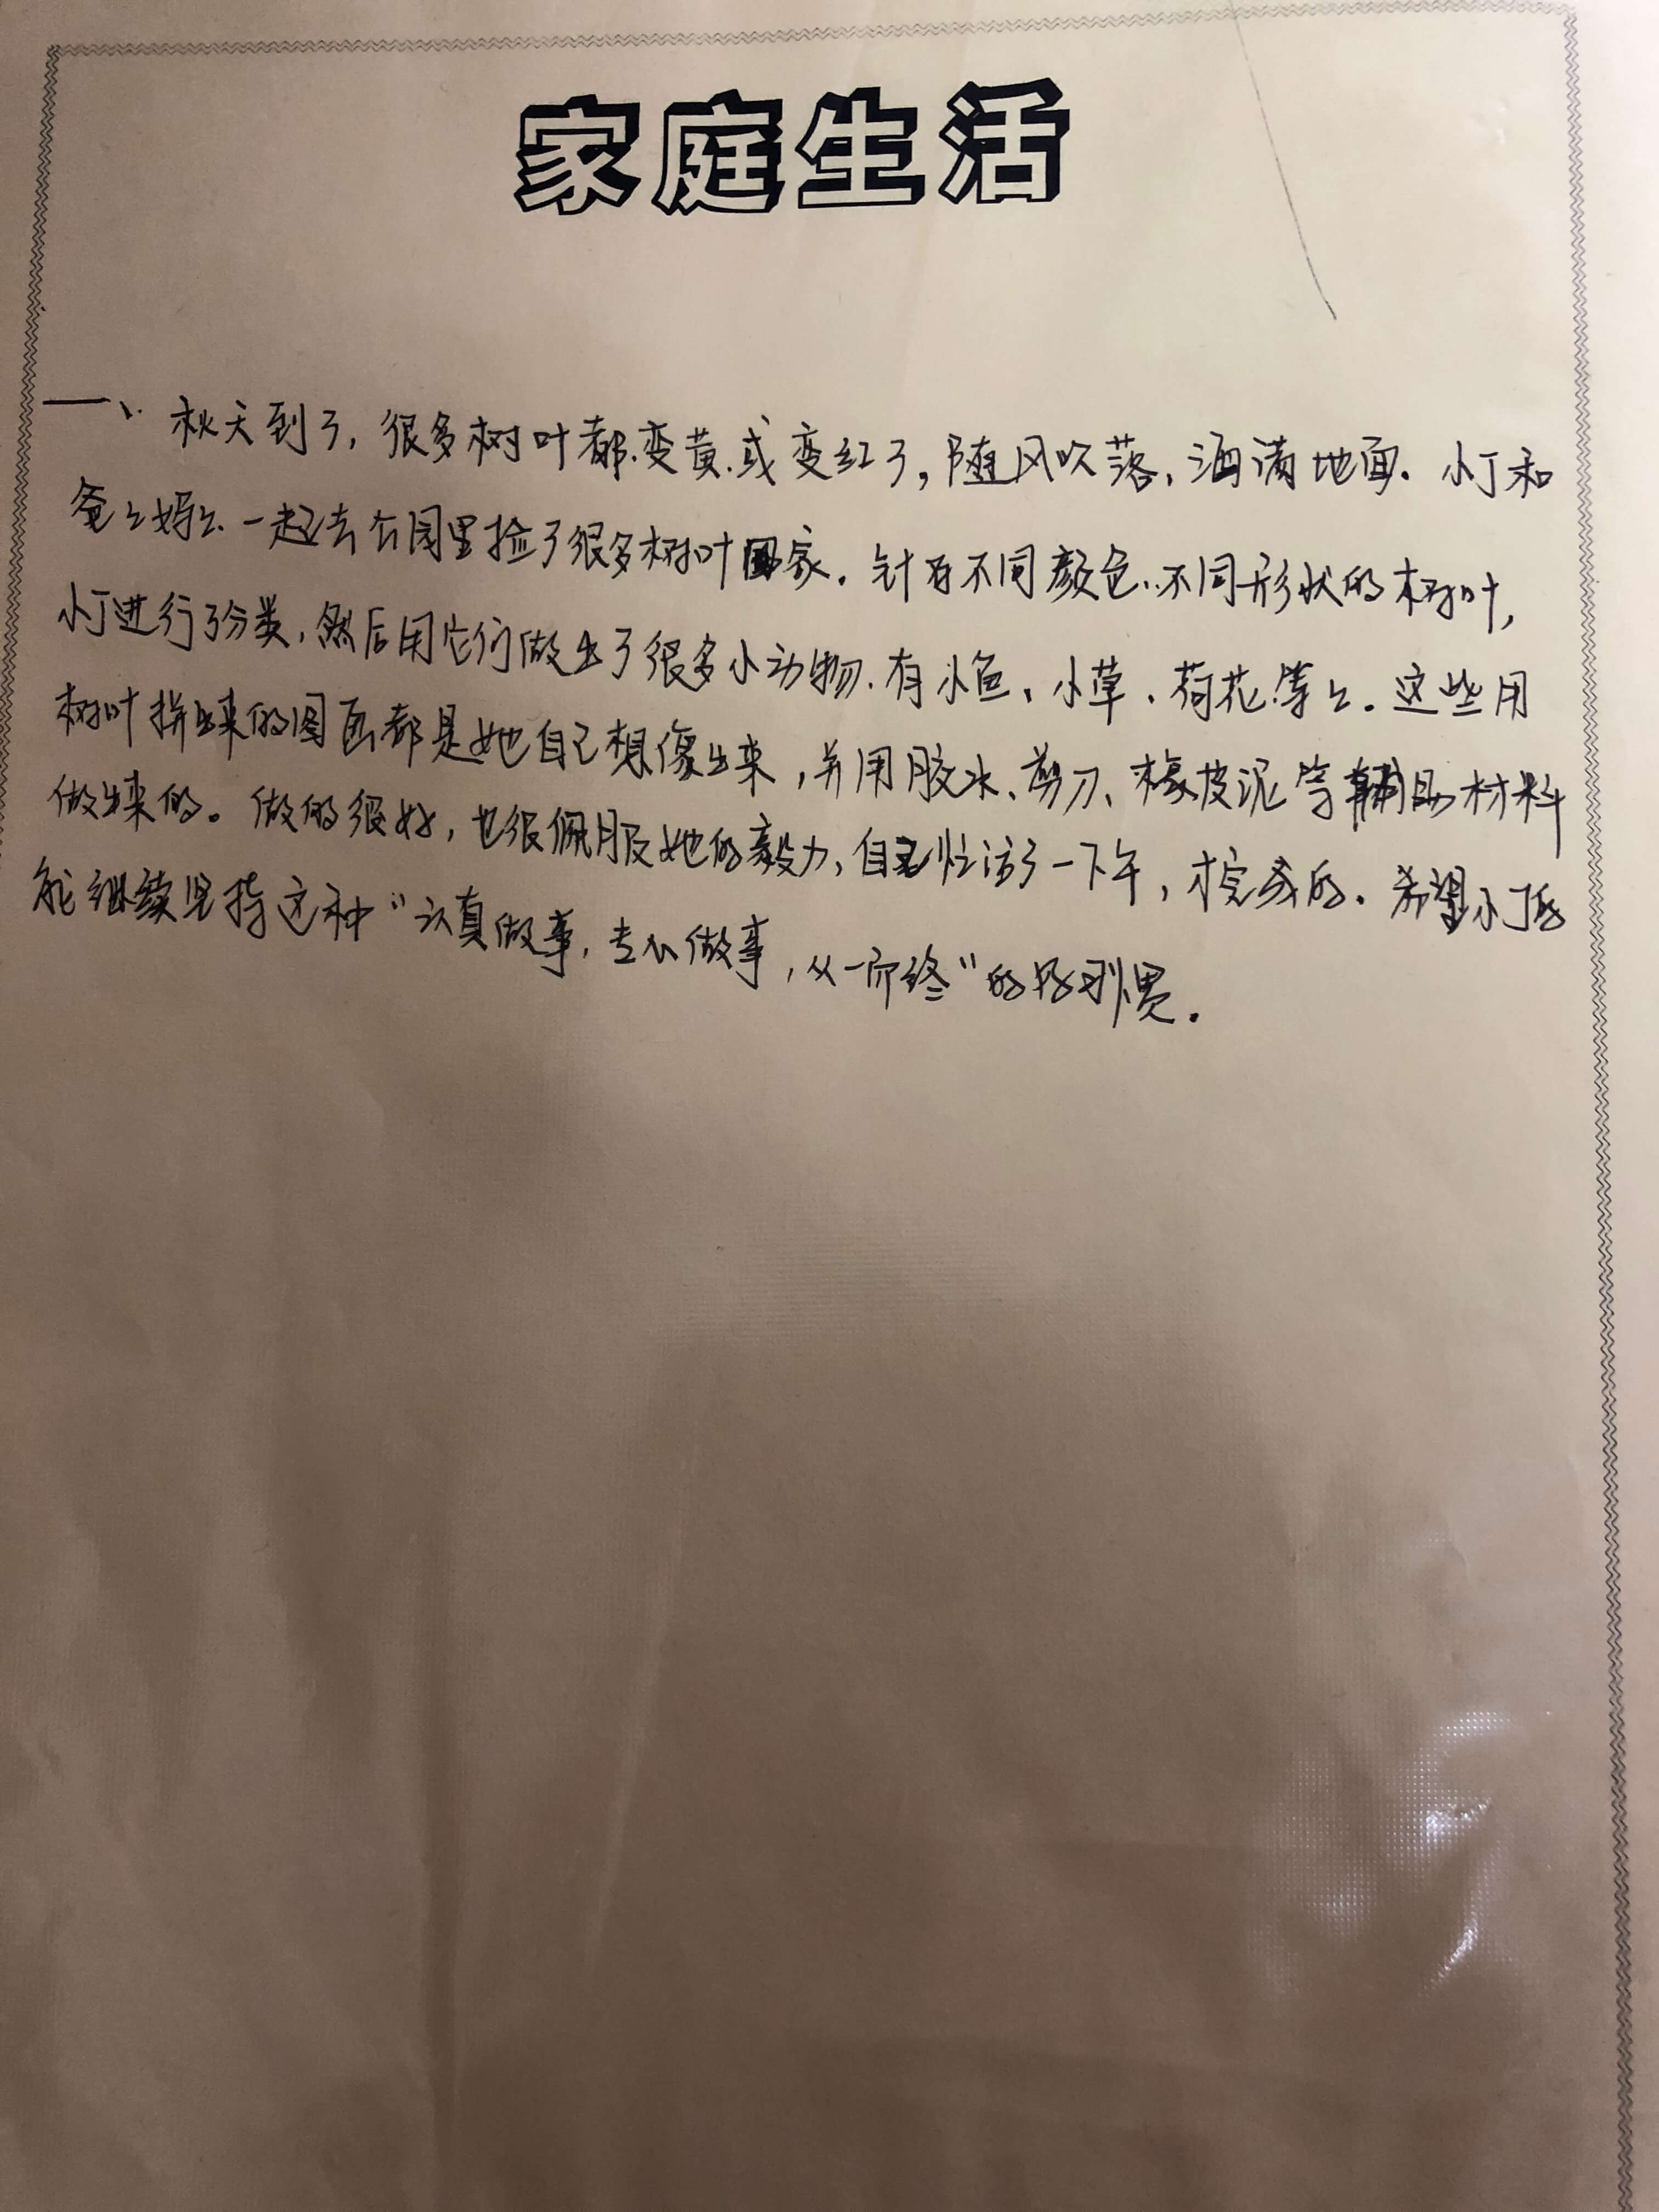 家庭生活
一、秋天到了，很多树叶都变黄或变红了，随风吹落，洒满地面。小丁和
爸爸妈妈一起去公园里捡了很多树叶回家。针对不同颜色、不同形状的树叶，
小丁进行了分类，然后用它们做出了很多小动物.有小鱼、小草、荷花等等。这些用
树叶拼出来的图画都是她自己想像出来，并用胶水、剪刀、橡皮泥等辅助材料
做出来的。做的很好，也很佩服她的毅力，自己忙活了一下午，才完成的。希望小丁
能继续坚持这种“认真做事，专心做事，从一而终”的好习惯。